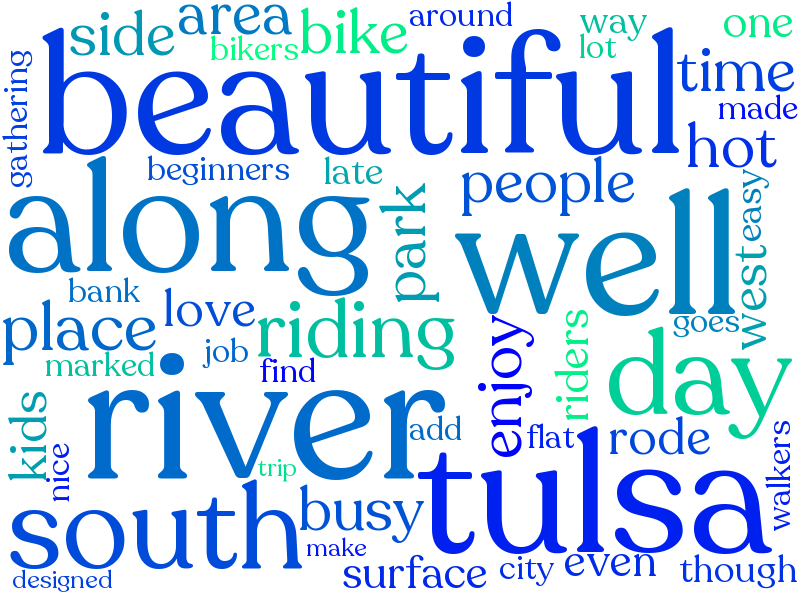 around
way
one
area
side
bikers
bike
lot
beautiful
time
made
gathering
hot
beginners
late
people
easy
along
park
well
west
bank
love
place
riding
goes
riders
job
marked
find
enjoy
day
river
kids
add
flat
rode
nice
trip
walkers
tulsa
south
busy
make
surface
city
even
though
designed